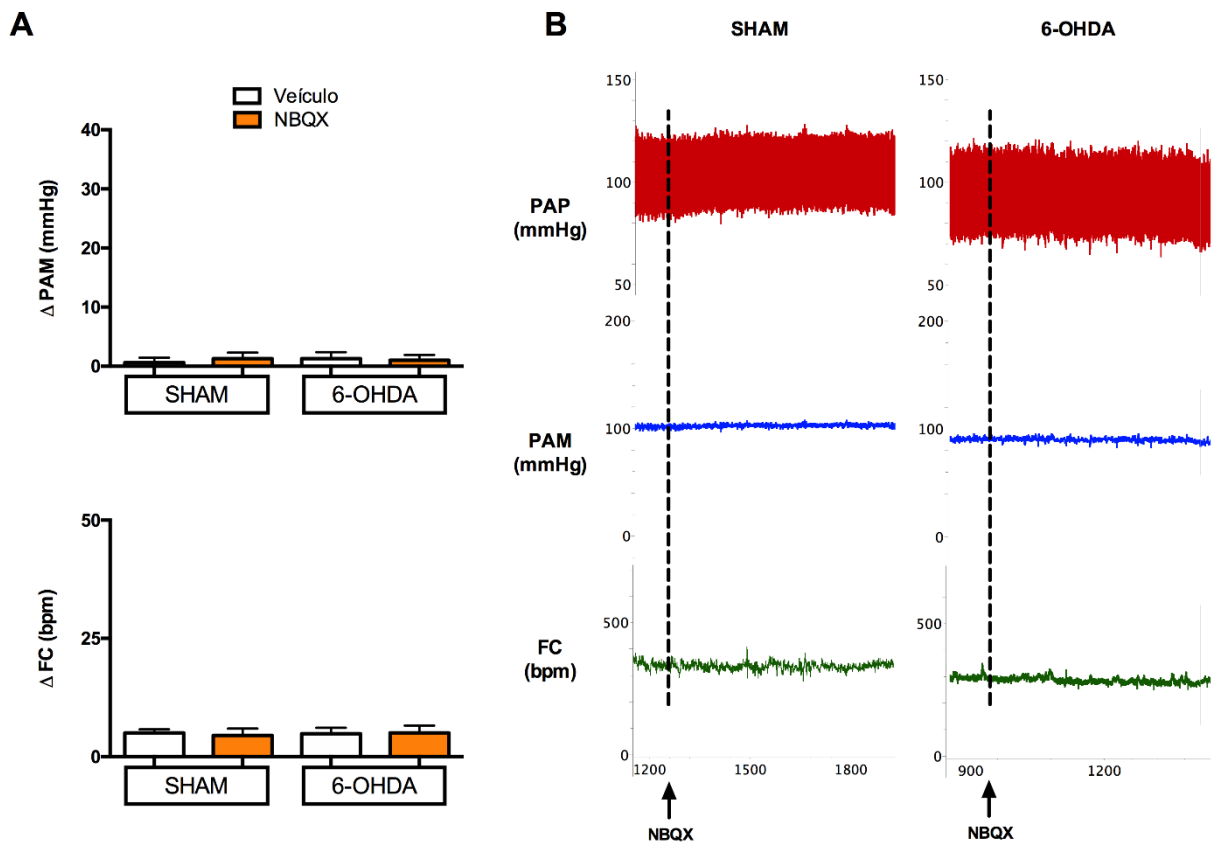 A
Veículo
NBQX
40
30
20
10
0
Δ PAM (mmHg)
SHAM
6-OHDA
50
25
0
Δ FC (bpm)
SHAM
6-OHDA
B
SHAM
6-OHDA
150
100
50
PAP
(mmHg)
150
100
50
200
100
0
PAM
(mmHg)
200
100
0
500
0
FC
(bpm)
500
0
1200
1500
1800
900
1200
NBQX
NBQX